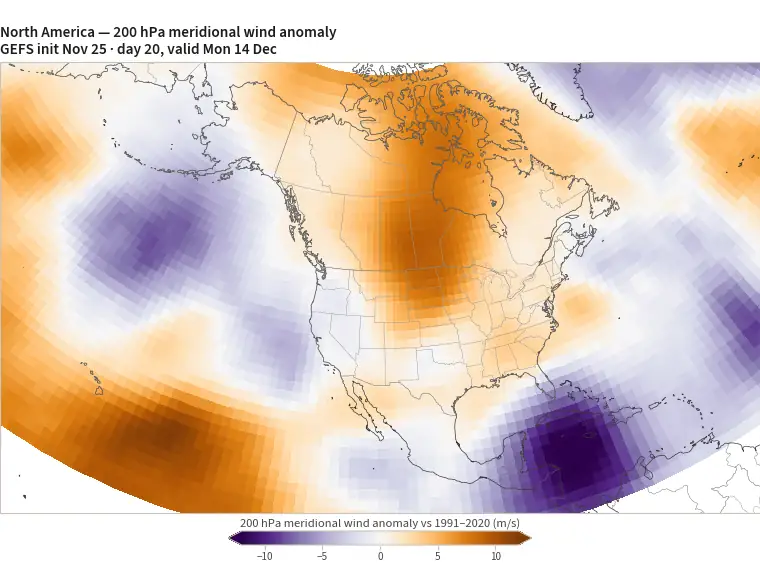 North America — 200 hPa meridional wind anomaly
GEFS init Nov 25 · day 20, valid Mon 14 Dec
200 hPa meridional wind anomaly vs 1991–2020 (m/s)
−10 −5 0 5 10